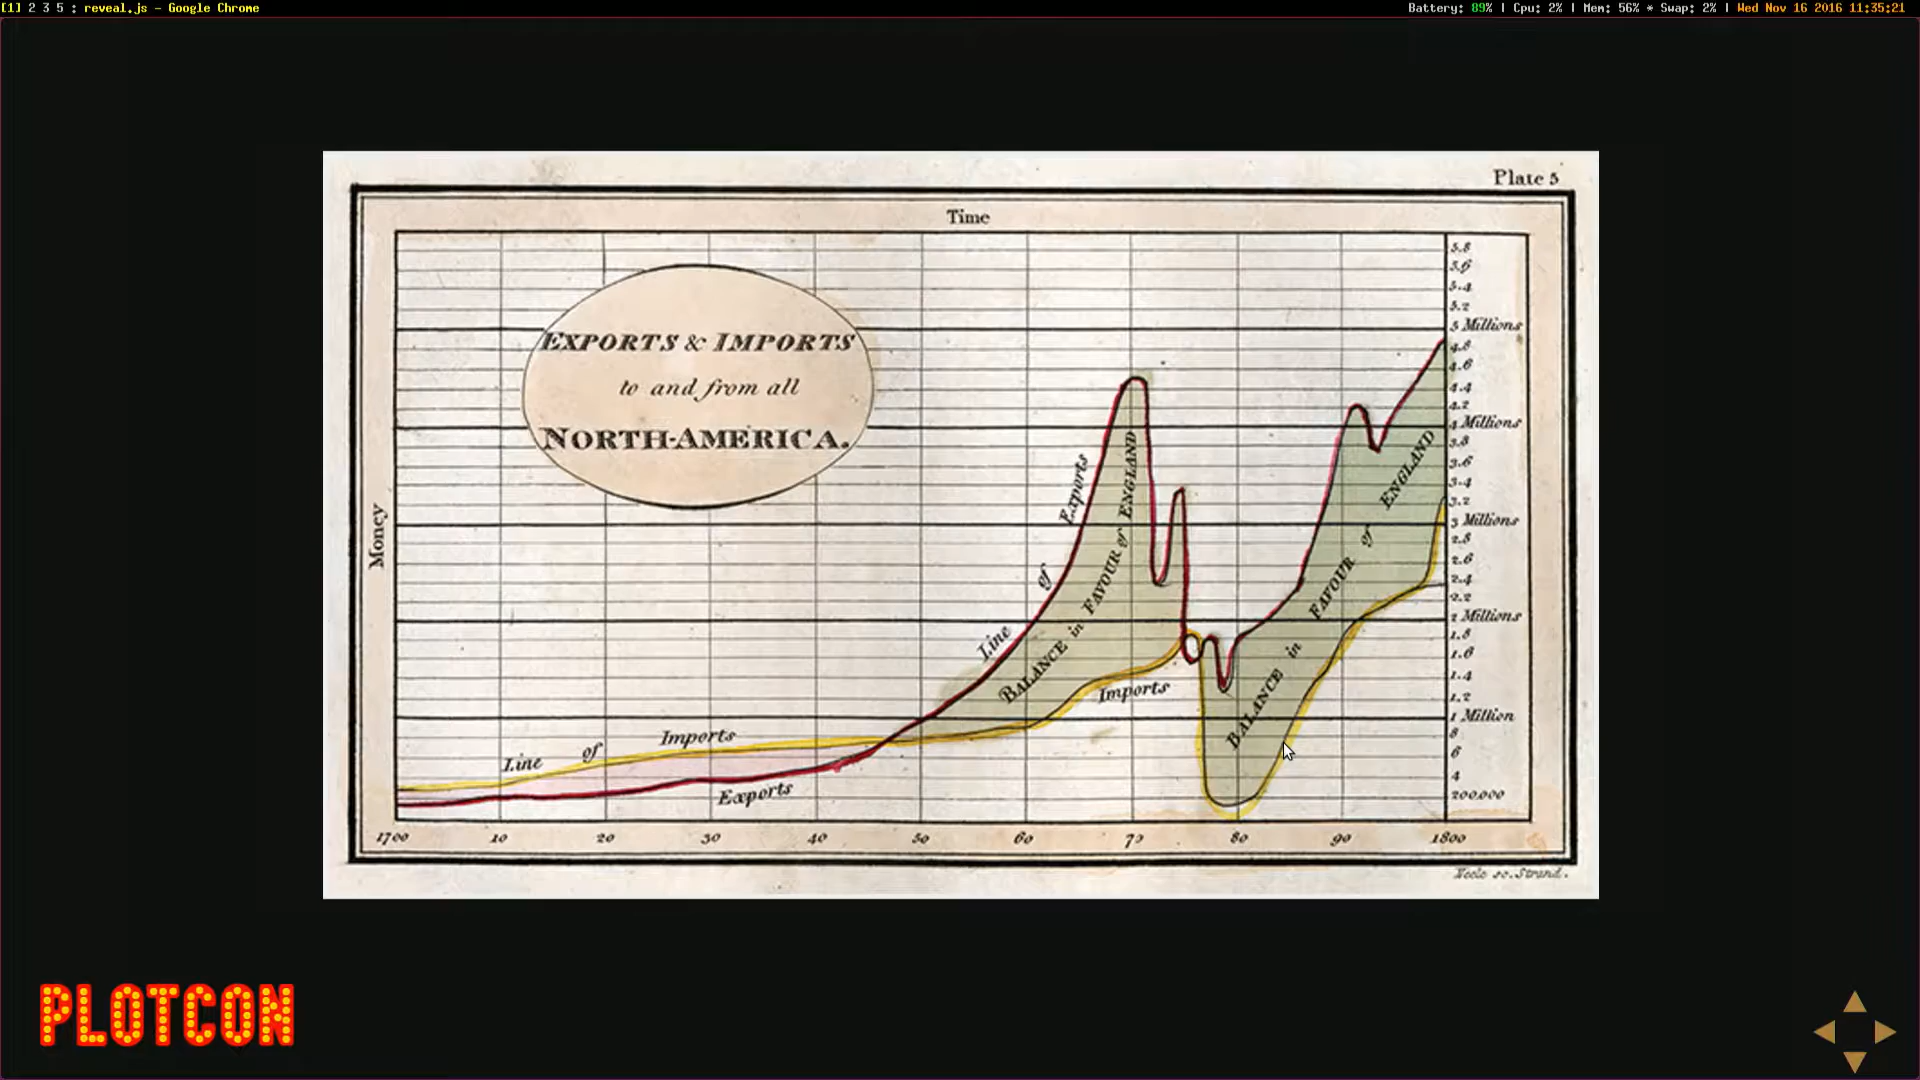 [1] 2 3 5 : reveal.js - Google Chrome
Battery: 89% | Cpu: 2% | Mem: 56% * Swap: 2% | Wed Nov 16 2016 11:35:21
Plate 5
Time
EXPORTS & IMPORTS
to and from all
NORTH-AMERICA.
Money
5.8
5.6
5.4
5.2
5 Millions
4.8
4.6
4.4
4.2
4 Millions
3.8
3.6
3.4
3.2
3 Millions
2.8
2.6
2.4
2.2
2 Millions
1.8
1.6
1.4
1.2
1 Million
8
6
4
200,000
Line of Exports
BALANCE in FAVOUR of ENGLAND
Imports
BALANCE in FAVOUR of ENGLAND
Line of Imports
Exports
1700 10 20 30 40 50 60 70 80 90 1800
Neele sc. Strand.
PLOTCON